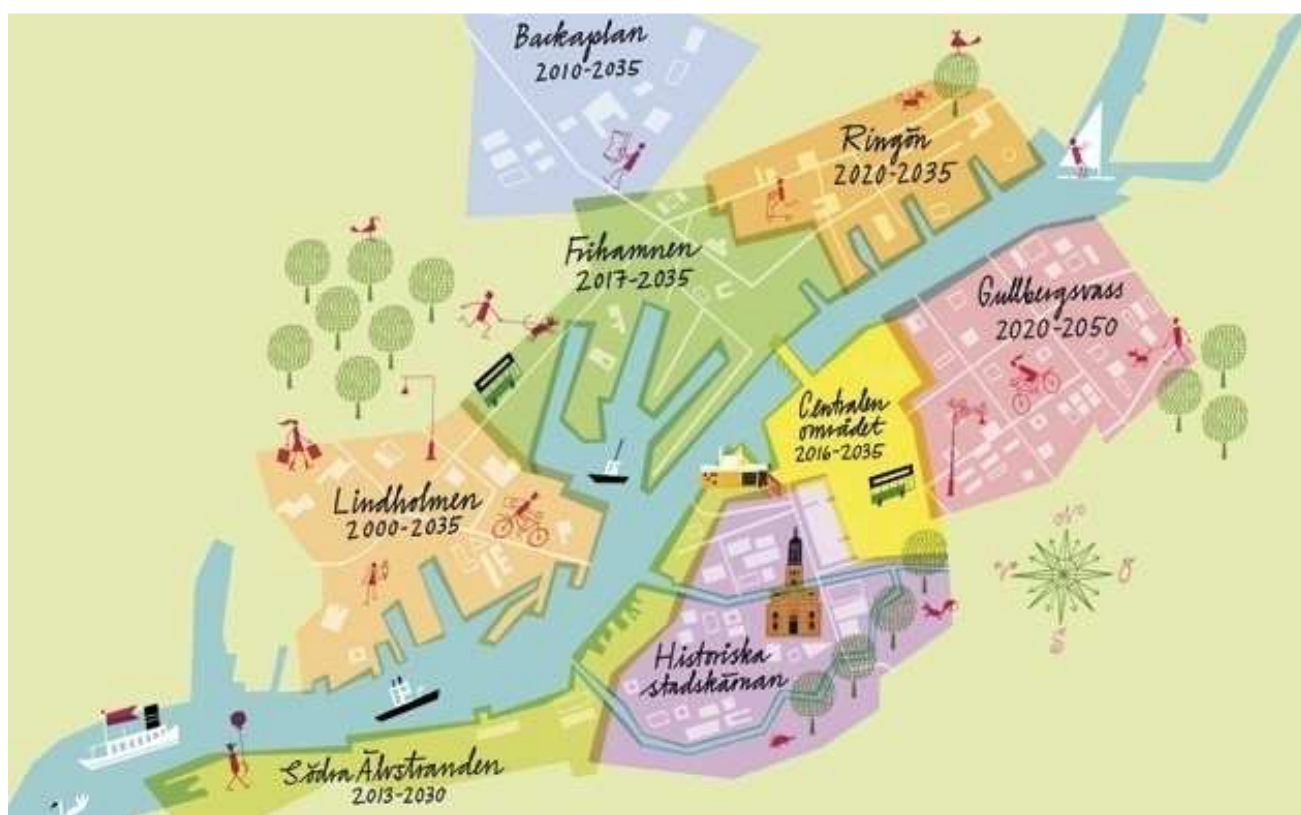 Backaplan
2010-2035
Ringön
2020-2035
Frihamnen
2017-2035
Gullbergsvass
2020-2050
Centralen
området
2016-2035
Lindholmen
2000-2035
N
V
Ö
S
Historiska
stadskärnan
Södra Älvstranden
2013-2030